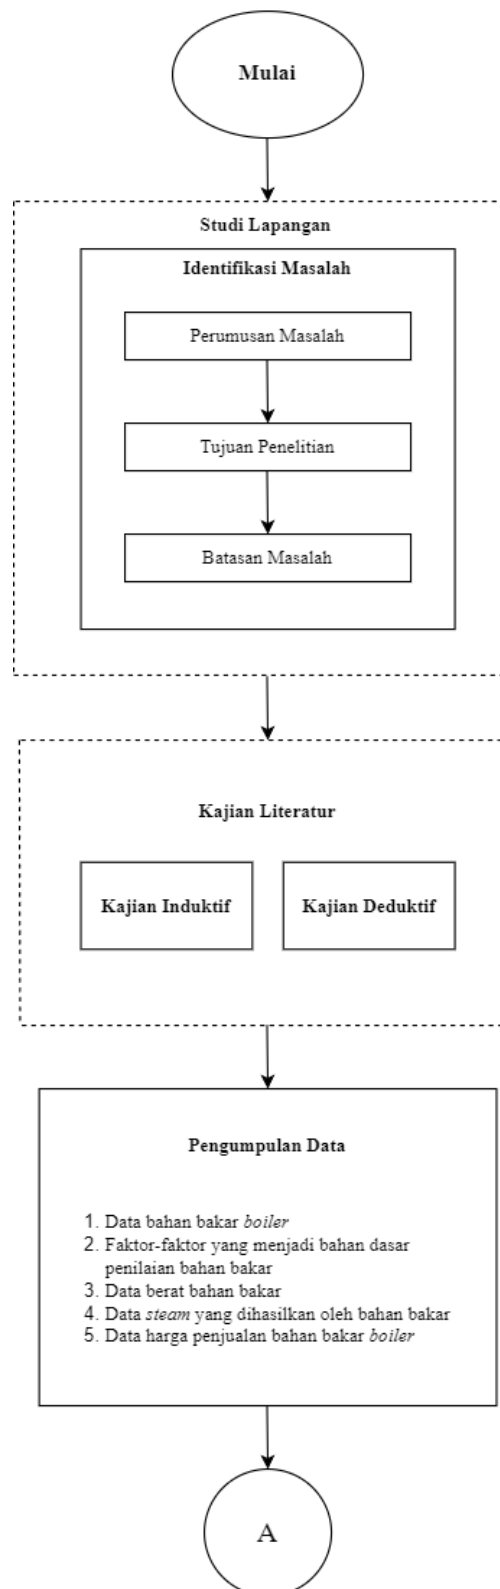 Mulai
Studi Lapangan
Identifikasi Masalah
Perumusan Masalah
Tujuan Penelitian
Batasan Masalah
Kajian Literatur
Kajian Induktif
Kajian Deduktif
Pengumpulan Data
1. Data bahan bakar boiler
2. Faktor-faktor yang menjadi bahan dasar
penilaian bahan bakar
3. Data berat bahan bakar
4. Data steam yang dihasilkan oleh bahan bakar
5. Data harga penjualan bahan bakar boiler
A